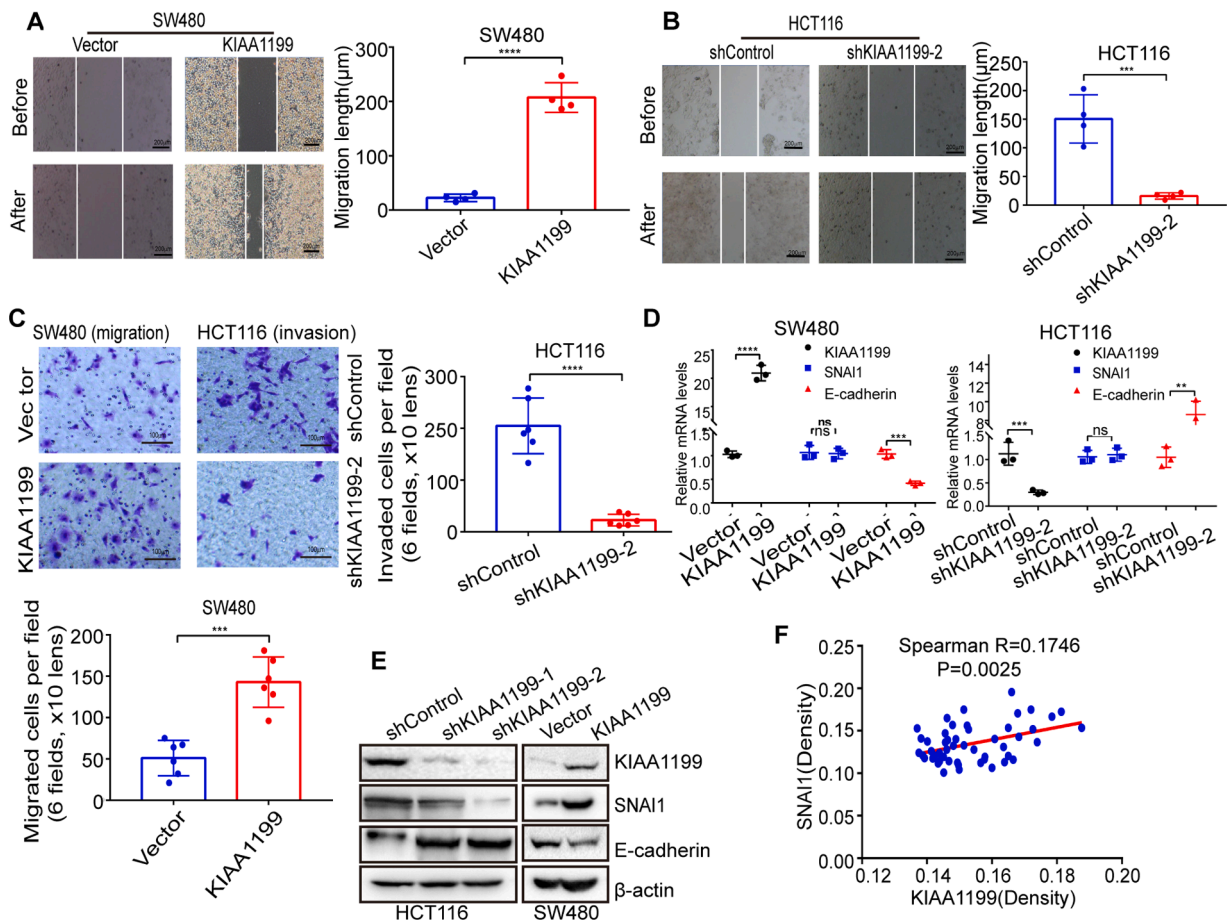 A
SW480
Vector
KIAA1199
Before
After
200μm
200μm
200μm
200μm
SW480
****
Migration length(μm)
300
200
100
0
Vector
KIAA1199
B
HCT116
shControl
shKIAA1199-2
Before
After
200μm
200μm
200μm
200μm
HCT116
***
Migration length(μm)
250
200
150
100
50
0
shControl
shKIAA1199-2
C
SW480 (migration)
HCT116 (invasion)
Vec tor
KIAA1199
shControl
shKIAA1199-2
100μm
100μm
100μm
100μm
HCT116
****
Invaded cells per field
(6 fields, x10 lens)
300
250
0
shControl
shKIAA1199-2
SW480
***
Migrated cells per field
(6 fields, x10 lens)
200
150
100
50
0
Vector
KIAA1199
D
SW480
KIAA1199
SNAI1
E-cadherin
Relative mRNA levels
25
20
15
10
1.5
1.0
0.5
0.0
****
ns
ns
***
Vector
KIAA1199
Vector
KIAA1199
Vector
KIAA1199
HCT116
KIAA1199
SNAI1
E-cadherin
Relative mRNA levels
15
10
5
1.5
1.0
0.5
0.0
***
ns
**
shControl
shKIAA1199-2
shControl
shKIAA1199-2
shControl
shKIAA1199-2
E
shControl
shKIAA1199-1
shKIAA1199-2
Vector
KIAA1199
KIAA1199
SNAI1
E-cadherin
β-actin
HCT116
SW480
F
Spearman R=0.1746
P=0.0025
SNAI1(Density)
0.25
0.20
0.15
0.10
0.05
0.00
0.12
0.14
0.16
0.18
0.20
KIAA1199(Density)